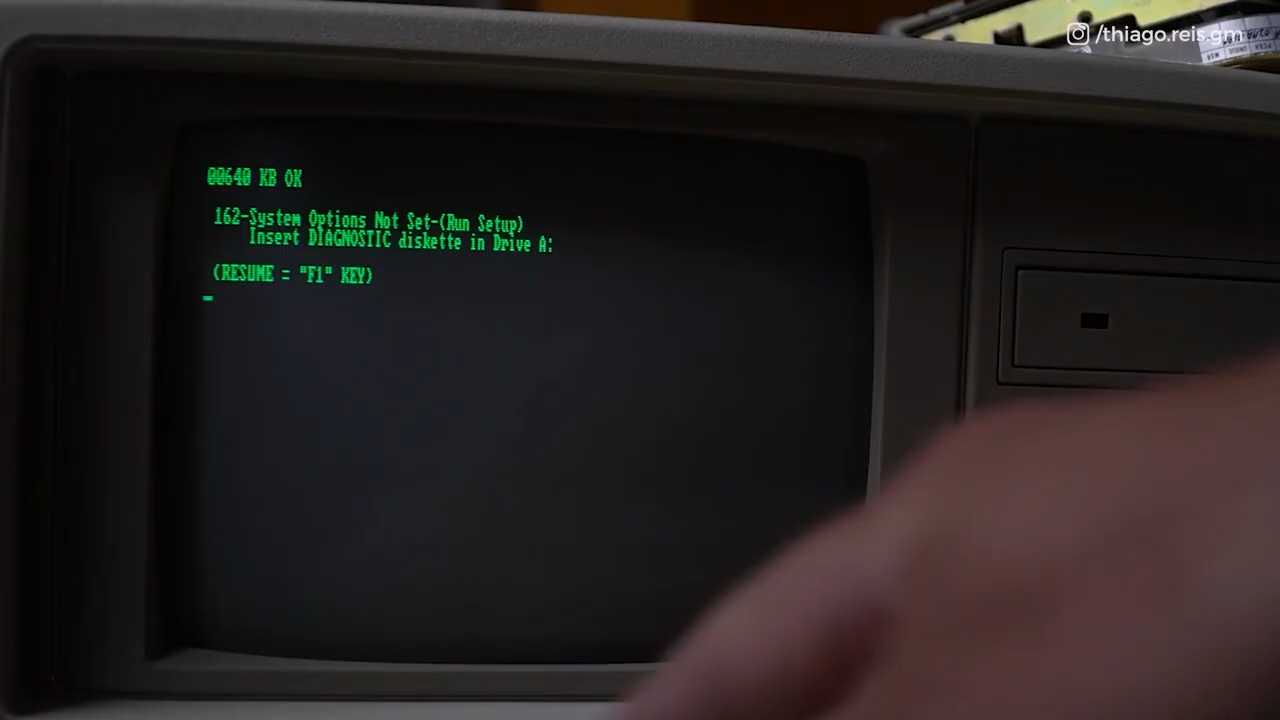 /thiago.reis.gm
00640 KB OK
162-System Options Not Set-(Run Setup)
Insert DIAGNOSTIC diskette in Drive A:
(RESUME = "F1" KEY)